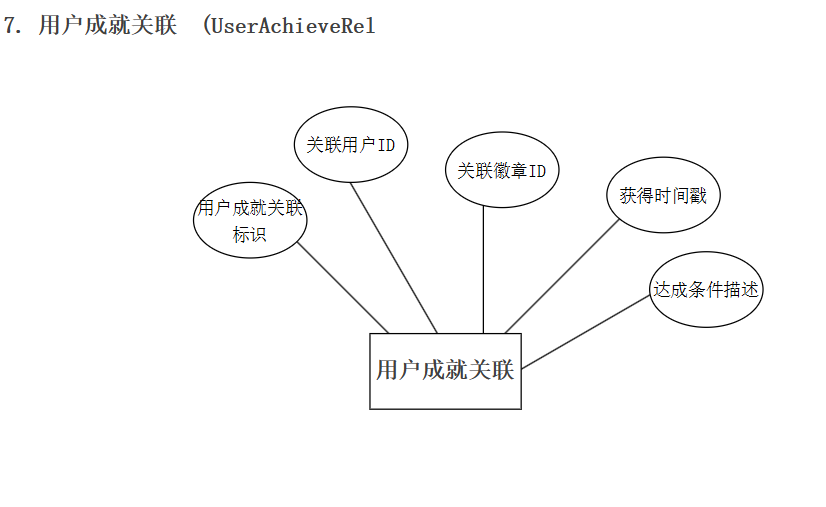 7. 用户成就关联 (UserAchieveRel
关联用户ID
关联徽章ID
获得时间戳
用户成就关联
标识
达成条件描述
用户成就关联